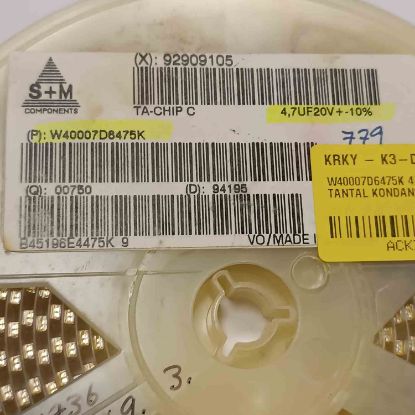 (X): 92909105
S+M
COMPONENTS
TA-CHIP C
4,7UF20V+-10%
(P): W40007D6475K
779
KRKY - K3-D
W40007D6475K 4
TANTAL KONDAN
(Q): 00750
(D): 94195
B45196E4475K 9
VO/MADE I
ACK
3.
9.